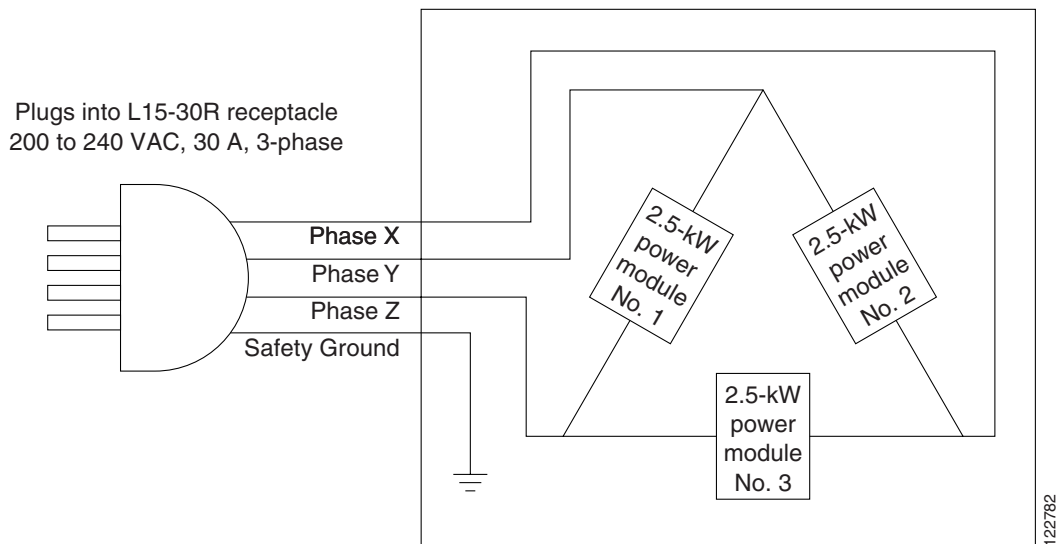 Plugs into L15-30R receptacle
200 to 240 VAC, 30 A, 3-phase
Phase X
Phase Y
Phase Z
Safety Ground
2.5-kW
power
module
No. 1
2.5-kW
power
module
No. 2
2.5-kW
power
module
No. 3
122782